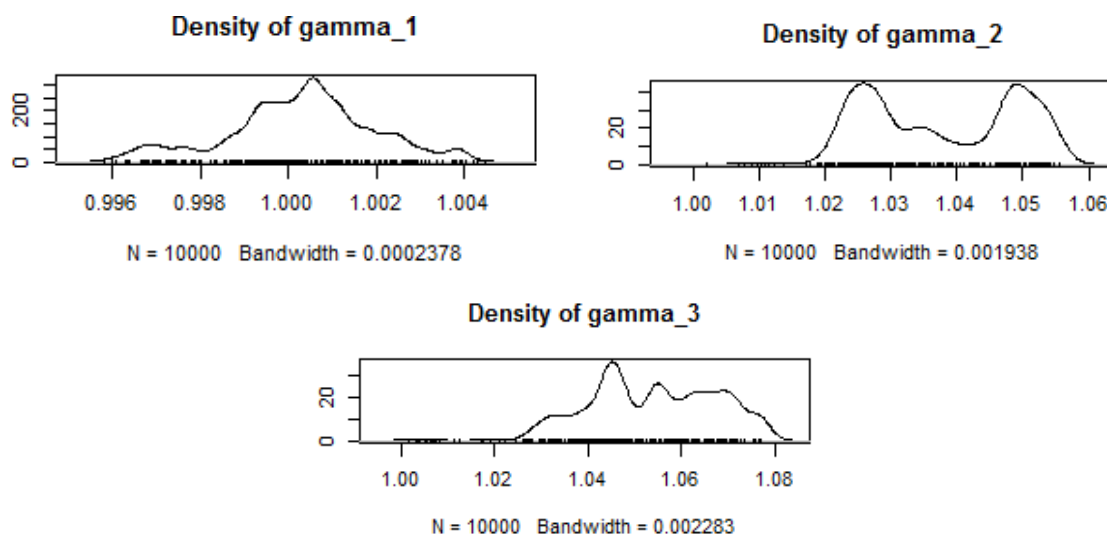 Density of gamma_1
200
0
0.996 0.998 1.000 1.002 1.004
N = 10000 Bandwidth = 0.0002378
Density of gamma_2
20
0
1.00 1.01 1.02 1.03 1.04 1.05 1.06
N = 10000 Bandwidth = 0.001938
Density of gamma_3
20
0
1.00 1.02 1.04 1.06 1.08
N = 10000 Bandwidth = 0.002283